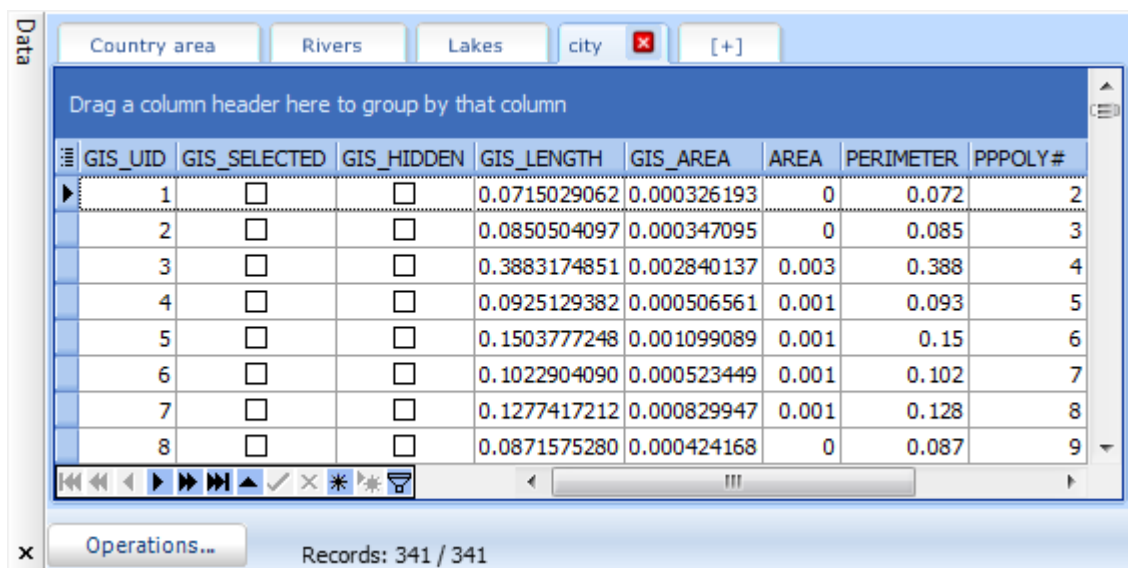 Data
Country area Rivers Lakes city [+]
Drag a column header here to group by that column
GIS_UID GIS_SELECTED GIS_HIDDEN GIS_LENGTH GIS_AREA AREA PERIMETER PPPOLY#
1 0.0715029062 0.000326193 0 0.072 2
2 0.0850504097 0.000347095 0 0.085 3
3 0.3883174851 0.002840137 0.003 0.388 4
4 0.0925129382 0.000506561 0.001 0.093 5
5 0.1503777248 0.001099089 0.001 0.15 6
6 0.1022904090 0.000523449 0.001 0.102 7
7 0.1277417212 0.000829947 0.001 0.128 8
8 0.0871575280 0.000424168 0 0.087 9
Operations...
Records: 341 / 341